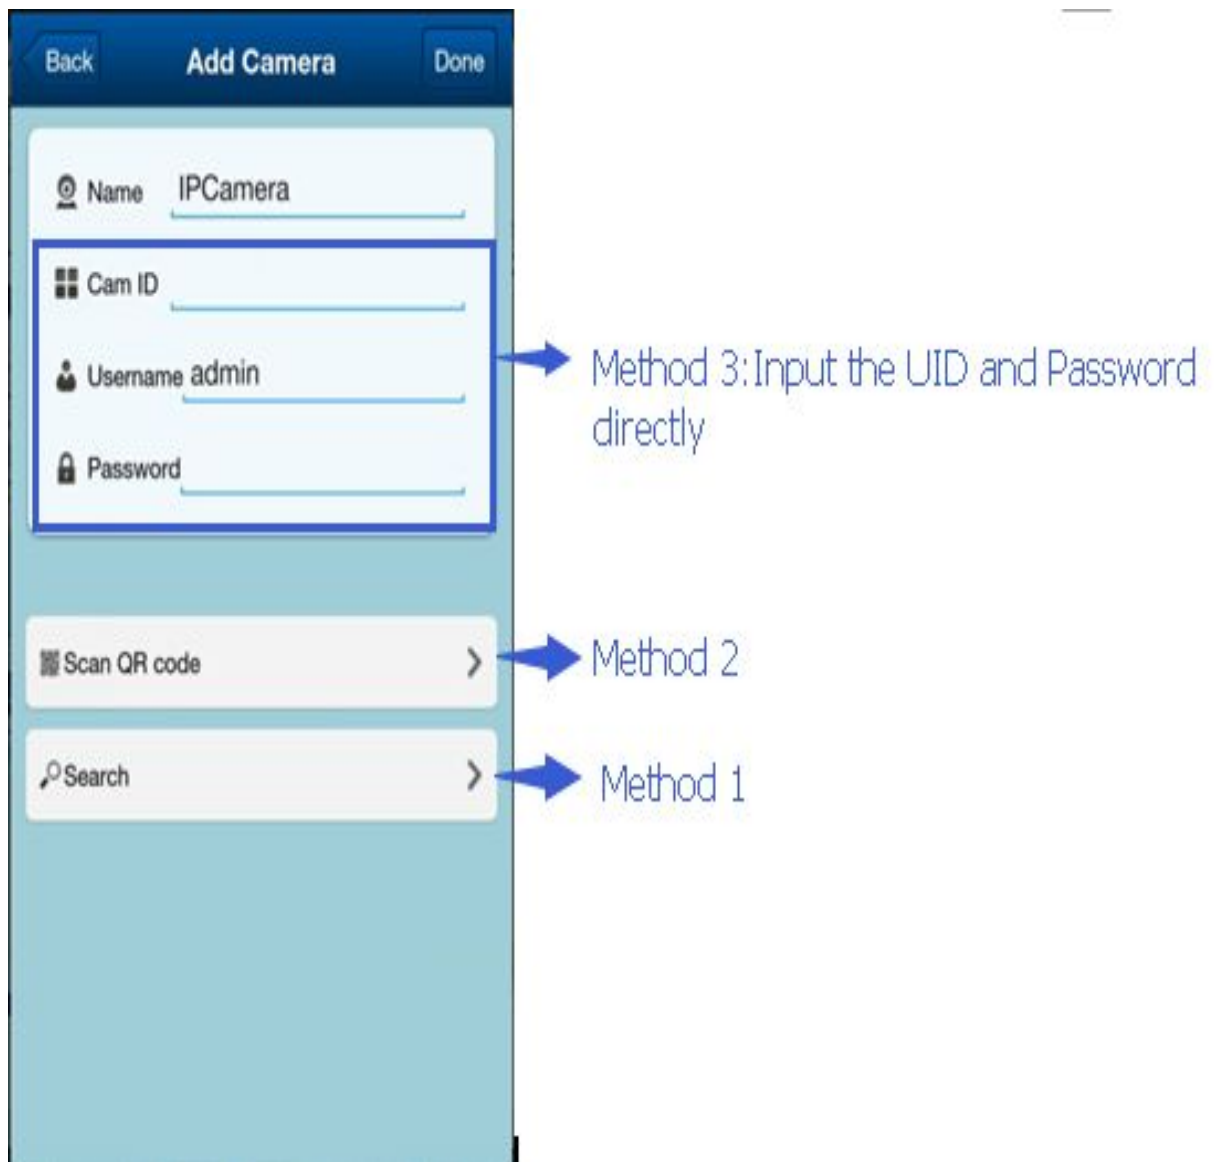 Back Add Camera Done
Name IPCamera
Cam ID
Username admin
Password
Method 3:Input the UID and Password
directly
Scan QR code
Method 2
Search
Method 1